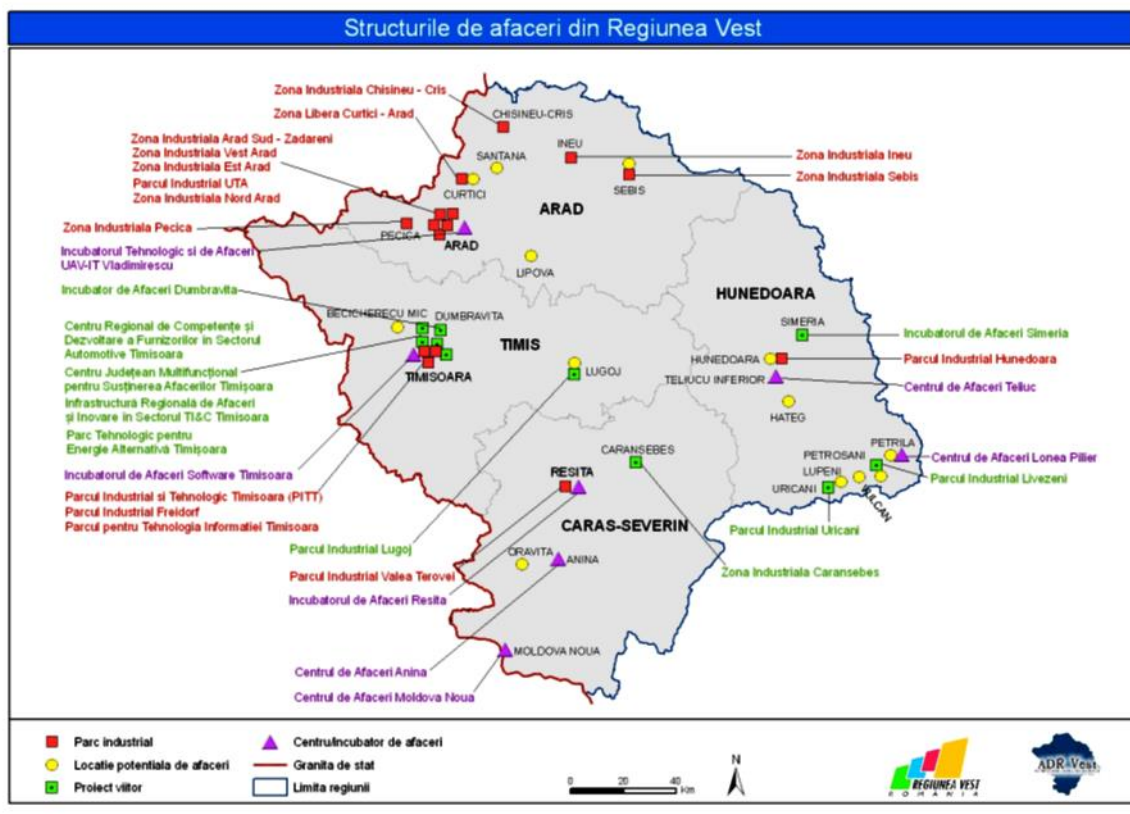 Structurile de afaceri din Regiunea Vest
Zona Industriala Chisineu - Cris
Zona Libera Curtici - Arad
Zona Industriala Arad Sud - Zadareni
Zona Industriala Vest Arad
Zona Industriala Est Arad
Parcul Industrial UTA
Zona Industriala Nord Arad
Zona Industriala Pecica
Incubatorul Tehnologic si de Afaceri
UAV-IT Vladimirescu
Incubator de Afaceri Dumbravita
Centru Regional de Competențe și
Dezvoltare a Furnizorilor in Sectorul
Automotive Timisoara
Centru Județean Multifuncțional
pentru Susținerea Afacerilor Timișoara
Infrastructură Regionala de Afaceri
și Inovare in Sectorul TI&C Timisoara
Parc Tehnologic pentru
Energie Alternativă Timișoara
Incubatorul de Afaceri Software Timisoara
Parcul Industrial si Tehnologic Timisoara (PITT)
Parcul Industrial Freidorf
Parcul pentru Tehnologia Informatiei Timisoara
Parcul Industrial Lugoj
Parcul Industrial Valea Terovei
Incubatorul de Afaceri Resita
Centrul de Afaceri Anina
Centrul de Afaceri Moldova Noua
CHISINEU-CRIS
INEU
SANTANA
CURTICI
SEBIS
ARAD
PECICA
ARAD
LIPOVA
BECICHERECU MIC
DUMBRAVITA
TIMIS
TIMISOARA
LUGOJ
HUNEDOARA
SIMERIA
HUNEDOARA
TELIUCU INFERIOR
HATEG
PETRILA
PETROSANI
LUPENI
URICANI
VULCAN
CARANSEBES
RESITA
CARAS-SEVERIN
ORAVITA
ANINA
MOLDOVA NOUA
Zona Industriala Ineu
Zona Industriala Sebis
Incubatorul de Afaceri Simeria
Parcul Industrial Hunedoara
Centrul de Afaceri Teliuc
Centrul de Afaceri Lonea Pilier
Parcul Industrial Livezeni
Parcul Industrial Uricani
Zona Industriala Caransebes
Parc industrial
Locatie potentiala de afaceri
Proiect viitor
Centru/incubator de afaceri
Granita de stat
Limita regiunii
0 20 40
Km
N
REGIUNEA VEST
ROMANIA
ADR Vest